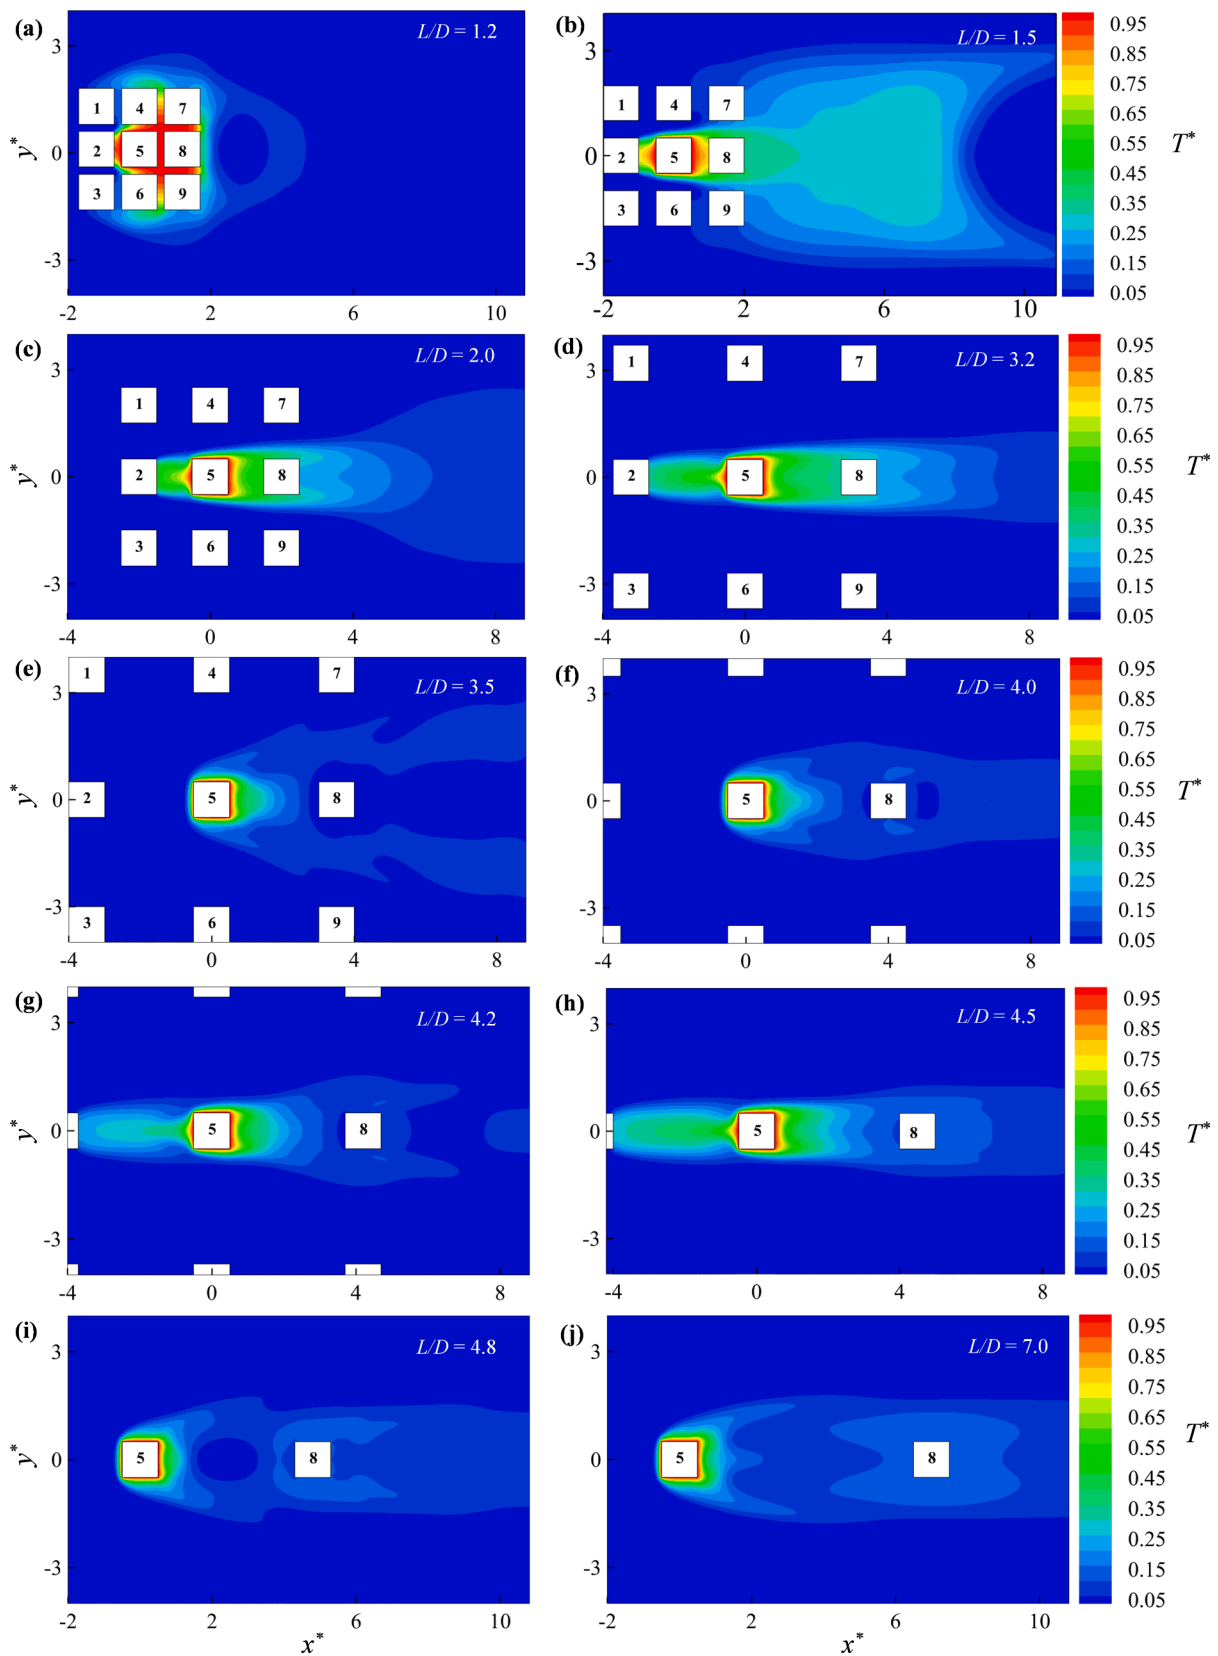 (a) L/D = 1.2
3
0
-3
y*
1 4 7
2 5 8
3 6 9
-2 2 6 10
(b) L/D = 1.5
3
0
-3
1 4 7
2 5 8
3 6 9
-2 2 6 10
x*
0.95
0.85
0.75
0.65
0.55
0.45
0.35
0.25
0.15
0.05
T*
(c) L/D = 2.0
3
0
-3
y*
1 4 7
2 5 8
3 6 9
-4 0 4 8
(d) L/D = 3.2
3
0
-3
1 4 7
2 5 8
3 6 9
-4 0 4 8
0.95
0.85
0.75
0.65
0.55
0.45
0.35
0.25
0.15
0.05
T*
(e) L/D = 3.5
3
0
-3
y*
1 4 7
2 5 8
3 6 9
-4 0 4 8
(f) L/D = 4.0
3
0
-3
5 8
-4 0 4 8
0.95
0.85
0.75
0.65
0.55
0.45
0.35
0.25
0.15
0.05
T*
(g) L/D = 4.2
3
0
-3
y*
5 8
-4 0 4 8
(h) L/D = 4.5
3
0
-3
5 8
-4 0 4 8
0.95
0.85
0.75
0.65
0.55
0.45
0.35
0.25
0.15
0.05
T*
(i) L/D = 4.8
3
0
-3
y*
5 8
-2 2 6 10
x*
(j) L/D = 7.0
3
0
-3
5 8
-2 2 6 10
x*
0.95
0.85
0.75
0.65
0.55
0.45
0.35
0.25
0.15
0.05
T*